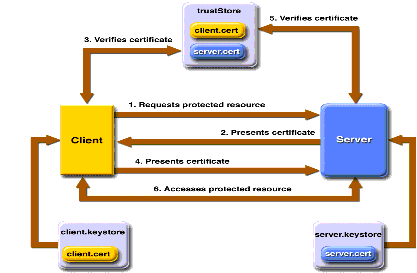 trustStore
client.cert
server.cert
5. Verifies certificate
3. Verifies certificate
1. Requests protected resource
2. Presents certificate
Client
Server
4. Presents certificate
6. Accesses protected resource
client.keystore
client.cert
server.keystore
server.cert